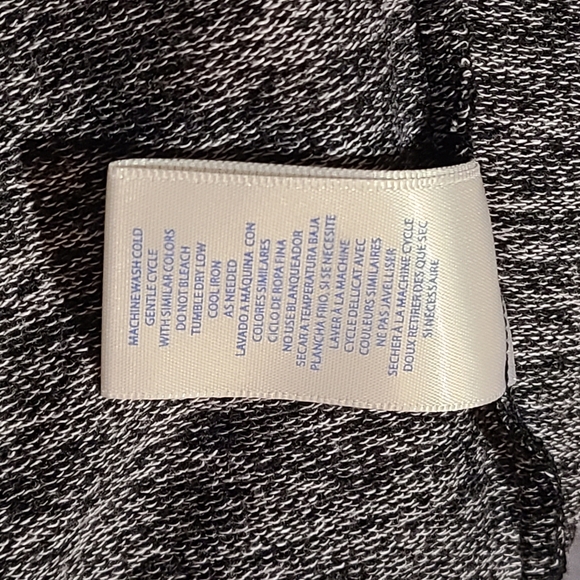 MACHINE WASH COLD
GENTLE CYCLE
WITH SIMILAR COLORS
DO NOT BLEACH
TUMBLE DRY LOW
COOL IRON
AS NEEDED
LAVADO A MAQUINA CON
COLORES SIMILARES
CICLO DE ROPA FINA
NO USE BLANQUEADOR
SECAR A TEMPERATURA BAJA
PLANCHA FRIO, SI SE NECESITE
LAVER À LA MACHINE
CYCLE DELICAT AVEC
COULEURS SIMILAIRES
NE PAS JAVELLISER
SECHER À LA MACHINE, CYCLE
DOUX RETIRER DES QUE SEC
SI NECESSAIRE